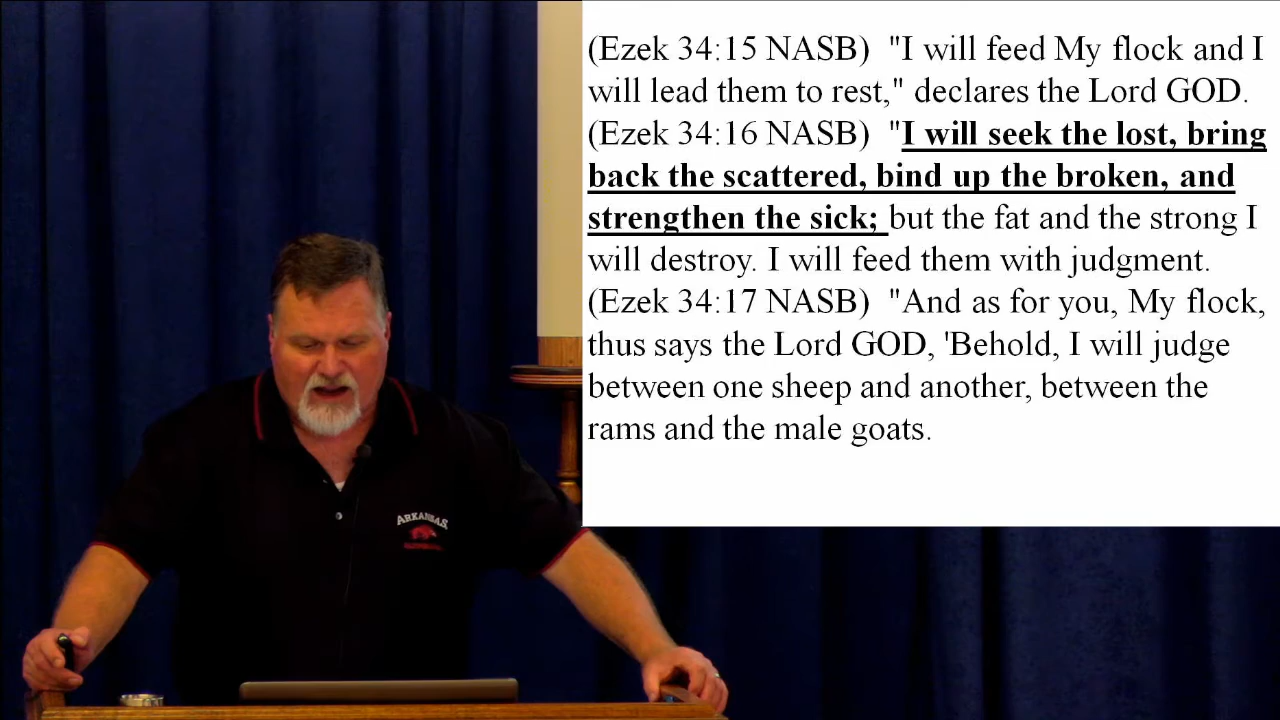 (Ezek 34:15 NASB)  "I will feed My flock and I
will lead them to rest," declares the Lord GOD.
(Ezek 34:16 NASB)  "I will seek the lost, bring
back the scattered, bind up the broken, and
strengthen the sick; but the fat and the strong I
will destroy. I will feed them with judgment.
(Ezek 34:17 NASB)  "And as for you, My flock,
thus says the Lord GOD, 'Behold, I will judge
between one sheep and another, between the
rams and the male goats.
ARKANSAS